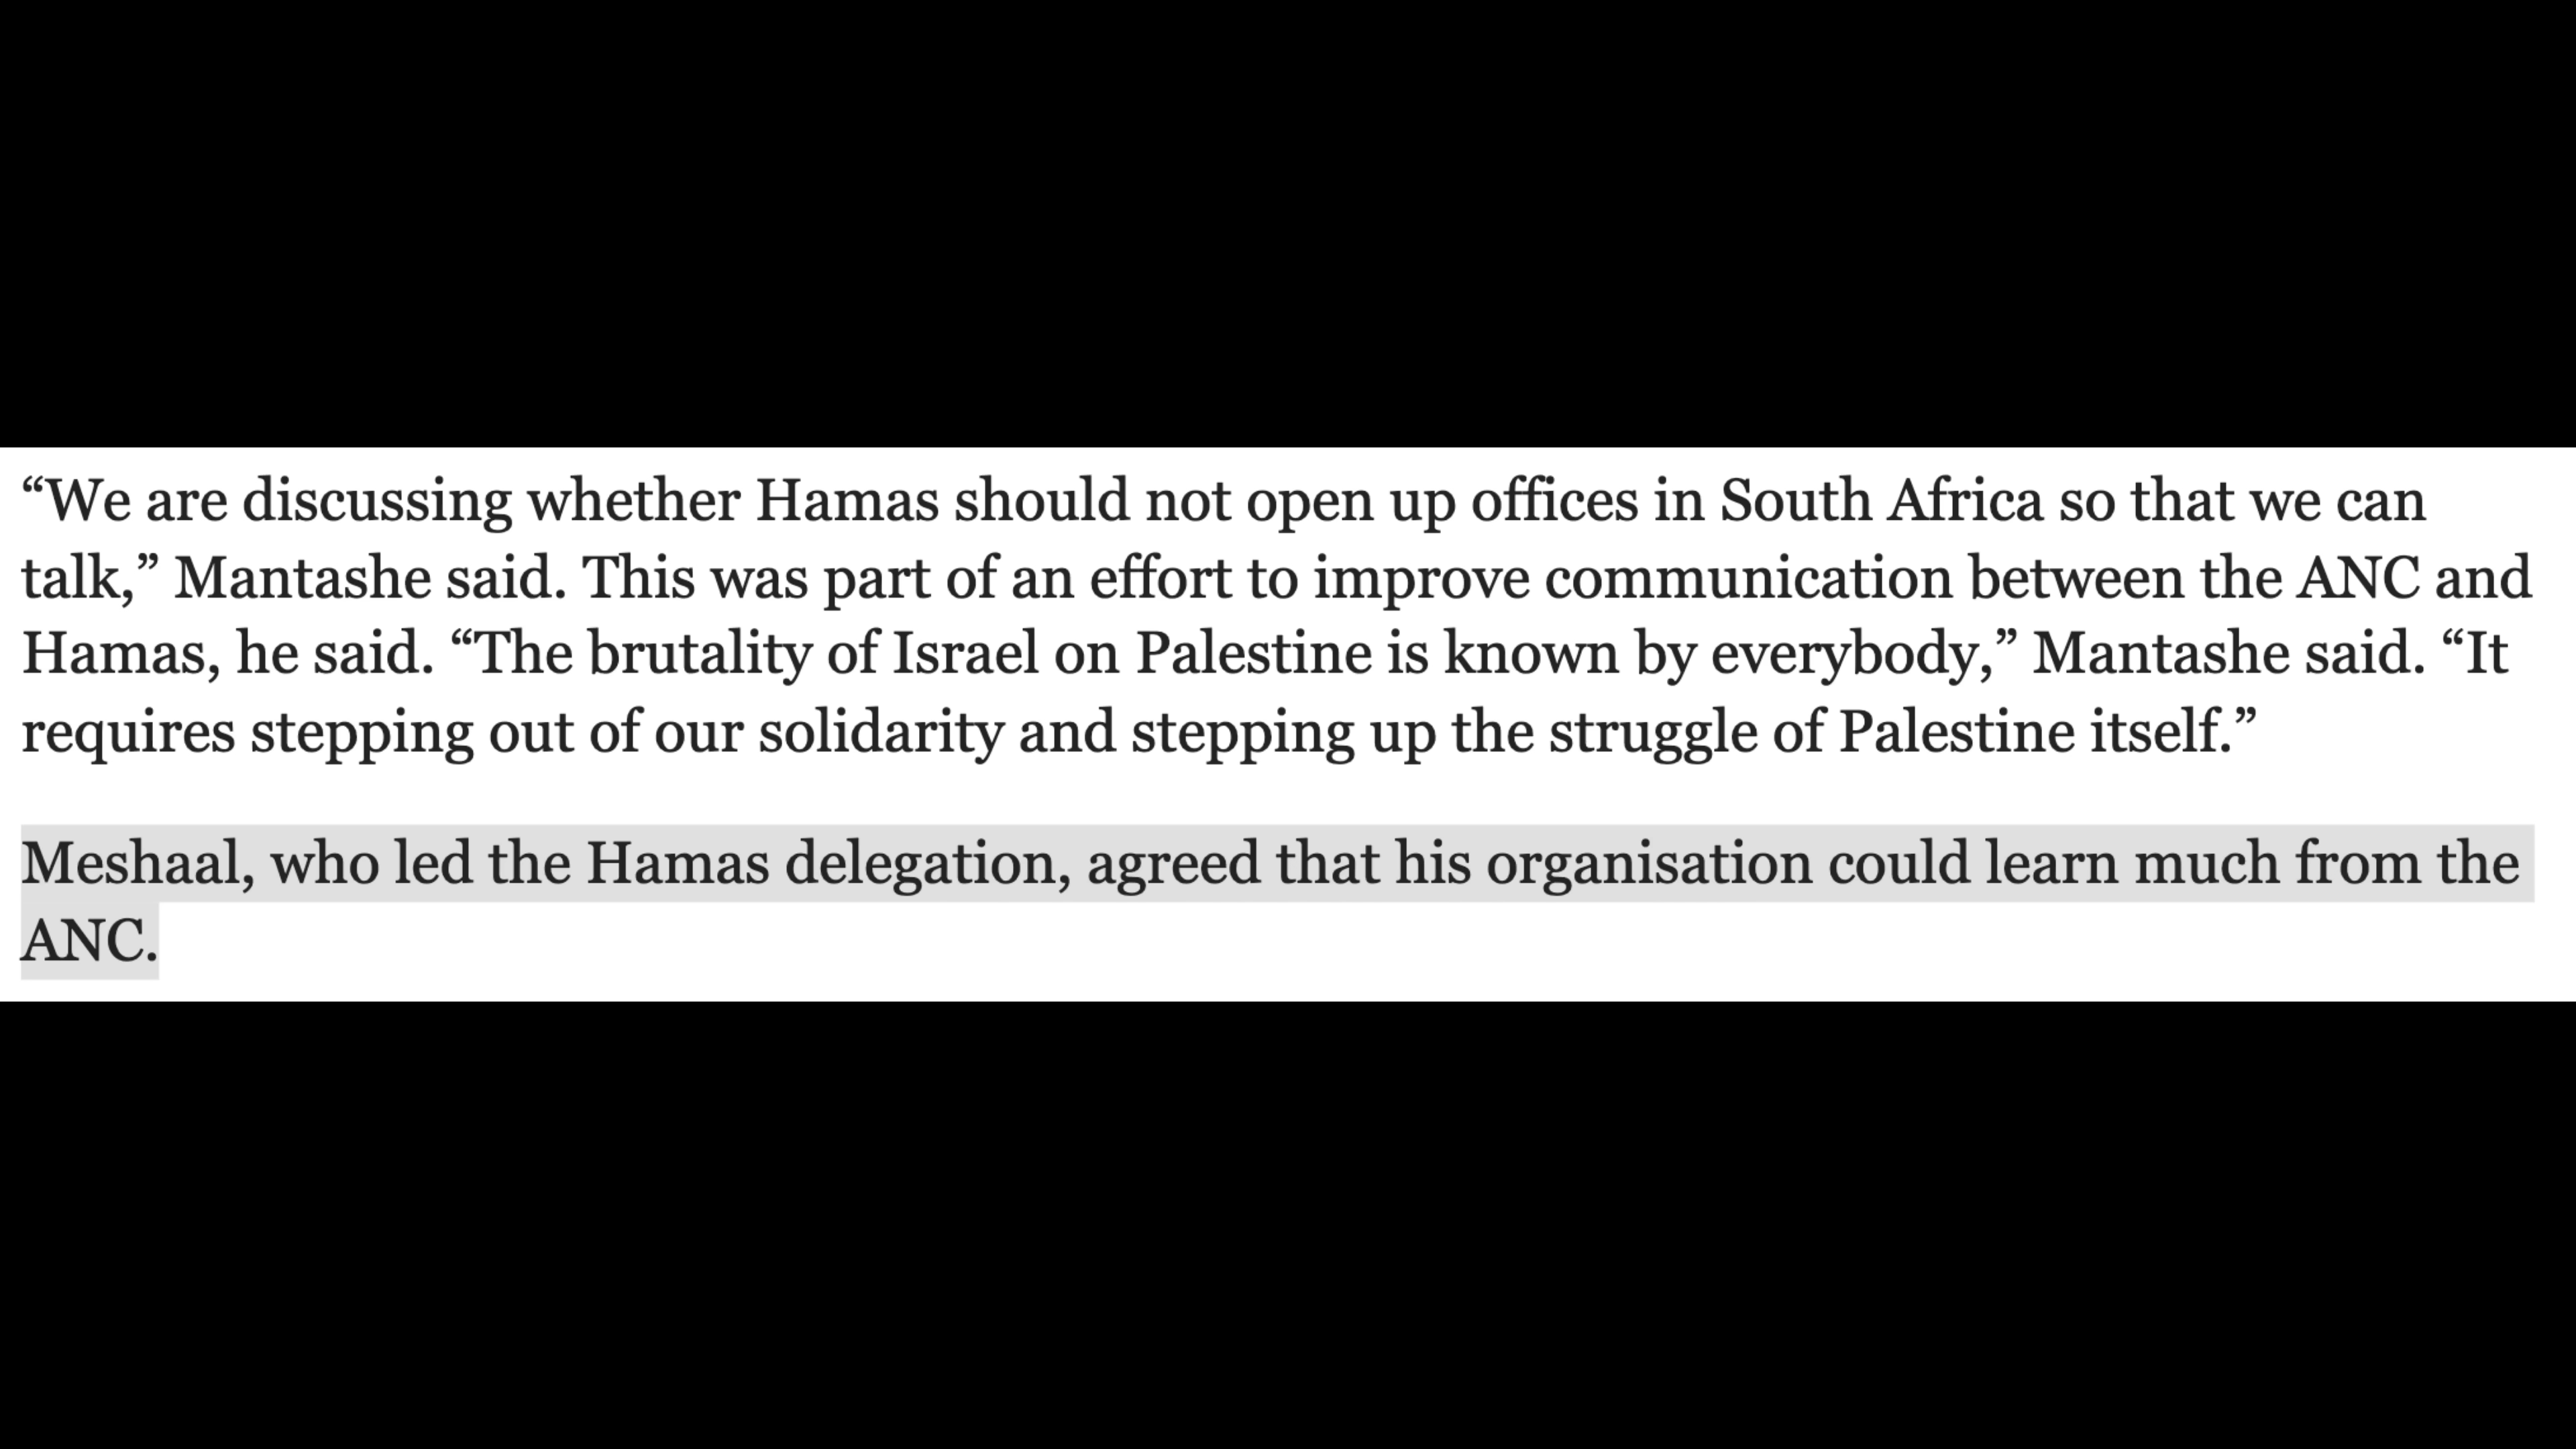 “We are discussing whether Hamas should not open up offices in South Africa so that we can
talk,” Mantashe said. This was part of an effort to improve communication between the ANC and
Hamas, he said. “The brutality of Israel on Palestine is known by everybody,” Mantashe said. “It
requires stepping out of our solidarity and stepping up the struggle of Palestine itself.”
Meshaal, who led the Hamas delegation, agreed that his organisation could learn much from the
ANC.